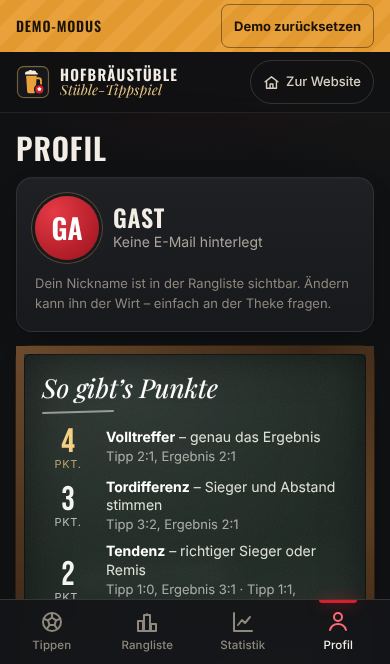 DEMO-MODUS
Demo zurücksetzen
HOFBRÄUSTÜBLE
Stüble-Tippspiel
Zur Website
PROFIL
GA
GAST
Keine E-Mail hinterlegt
Dein Nickname ist in der Rangliste sichtbar. Ändern
kann ihn der Wirt – einfach an der Theke fragen.
So gibt's Punkte
4
PKT.
Volltreffer – genau das Ergebnis
Tipp 2:1, Ergebnis 2:1
3
PKT.
Tordifferenz – Sieger und Abstand
stimmen
Tipp 3:2, Ergebnis 2:1
2
PKT.
Tendenz – richtiger Sieger oder
Remis
Tipp 1:0, Ergebnis 3:1 · Tipp 1:1,
Tippen
Rangliste
Statistik
Profil